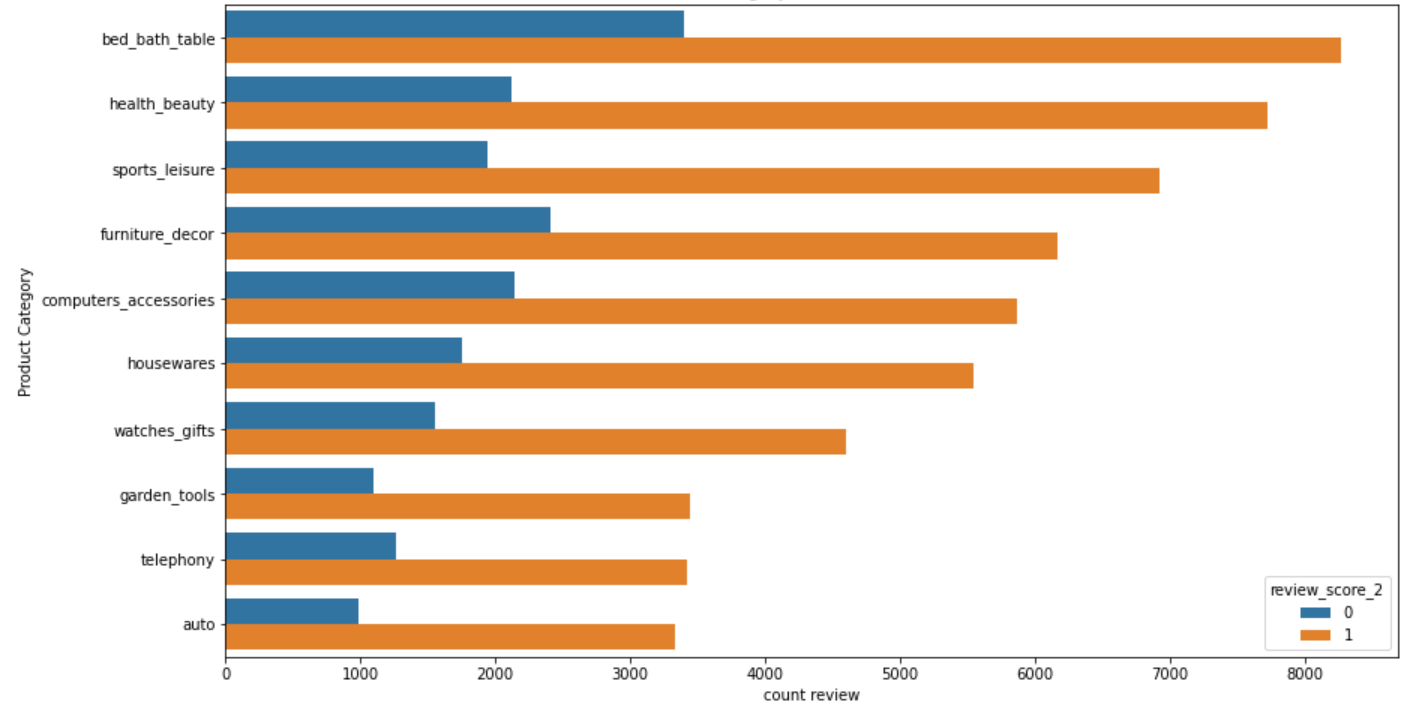 bed_bath_table
health_beauty
sports_leisure
furniture_decor
computers_accessories
housewares
watches_gifts
garden_tools
telephony
auto
Product Category
0 1000 2000 3000 4000 5000 6000 7000 8000
count review
review_score_2
0
1